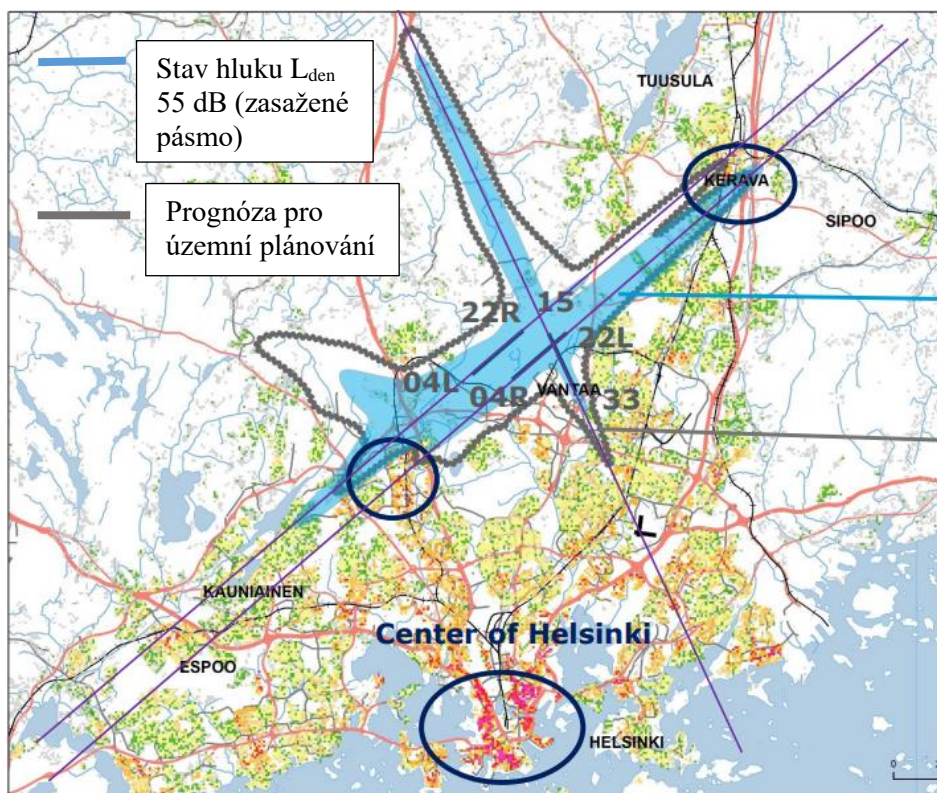 Stav hluku Lden
55 dB (zasažené
pásmo)
Prognóza pro
územní plánování
TUUSULA
KERAVA
SIPOO
22R
15
22L
04L
04R
VANTAA
33
KAUNIAINEN
Center of Helsinki
ESPOO
HELSINKI
0